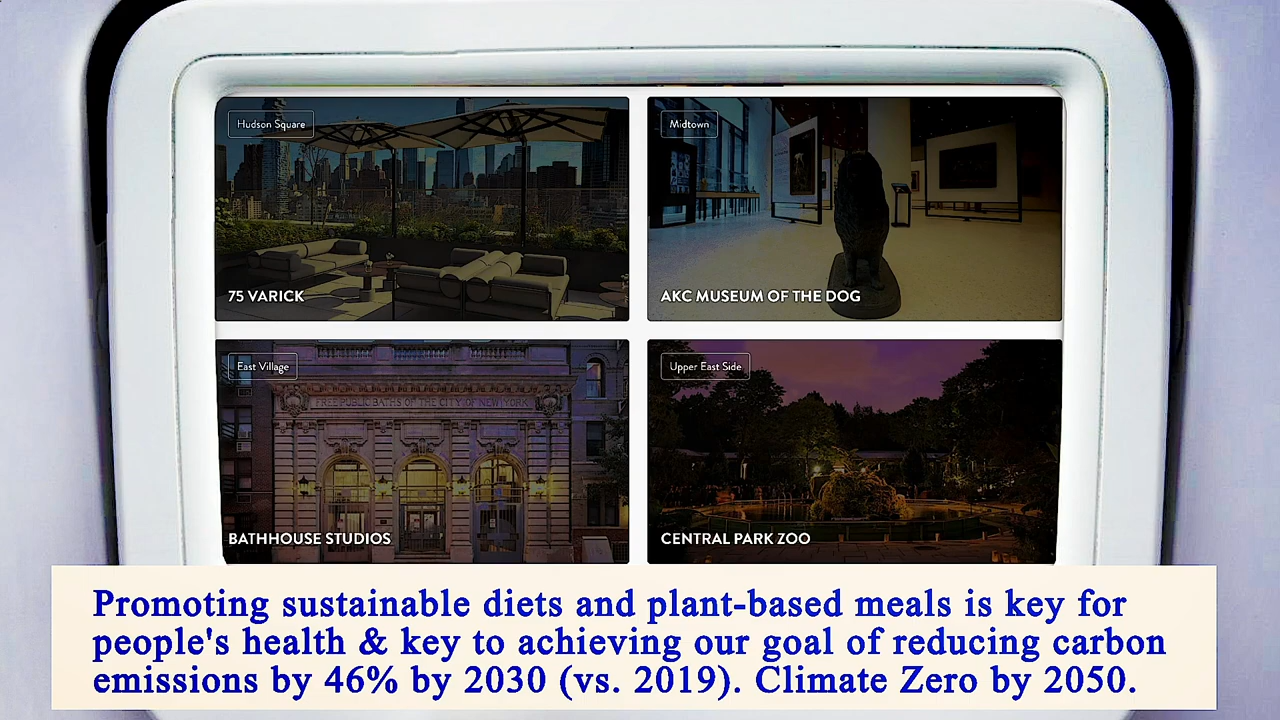 Hudson Square
75 VARICK
Midtown
AKC MUSEUM OF THE DOG
East Village
FREE PUBLIC BATHS OF THE CITY OF NEW YORK
BATHHOUSE STUDIOS
Upper East Side
CENTRAL PARK ZOO
Promoting sustainable diets and plant-based meals is key for
people's health & key to achieving our goal of reducing carbon
emissions by 46% by 2030 (vs. 2019). Climate Zero by 2050.